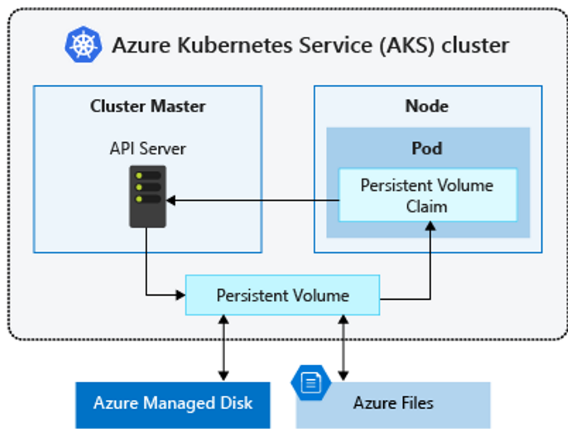 Azure Kubernetes Service (AKS) cluster
Cluster Master
Node
API Server
Pod
Persistent Volume
Claim
Persistent Volume
Azure Managed Disk
Azure Files